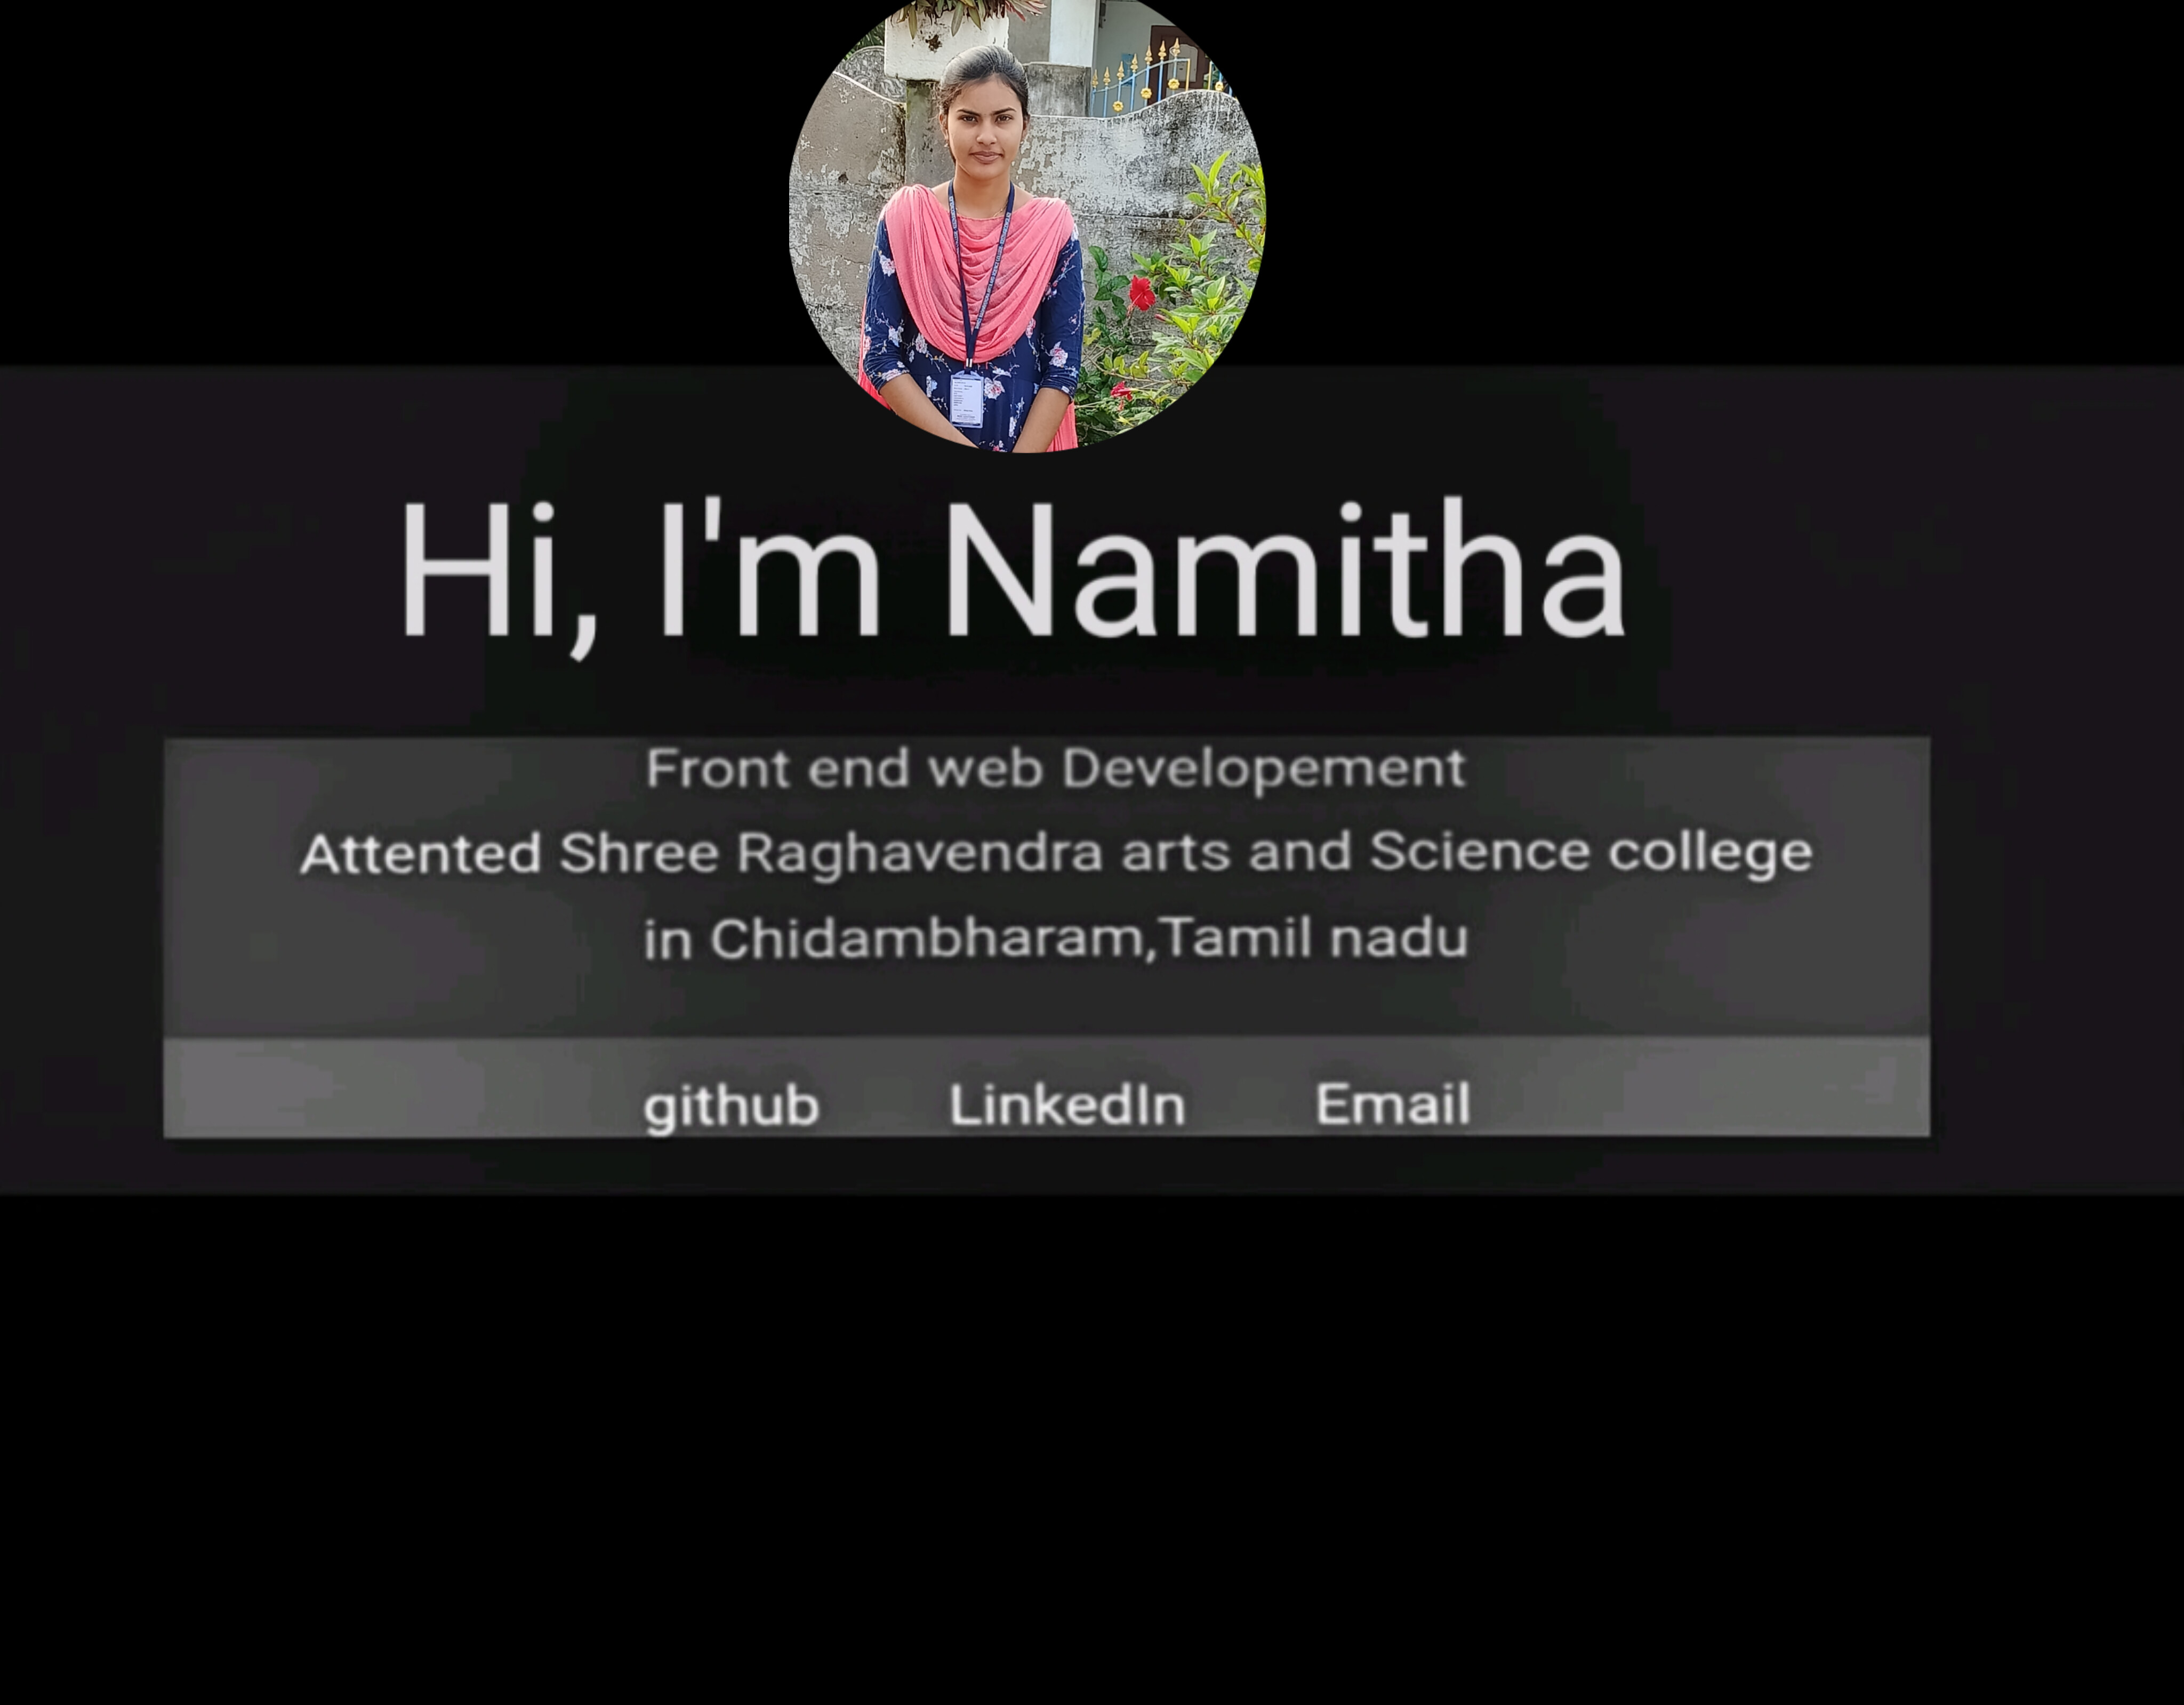 Hi, I'm Namitha
Front end web Developement
Attented Shree Raghavendra arts and Science college
in Chidambharam,Tamil nadu
github LinkedIn Email